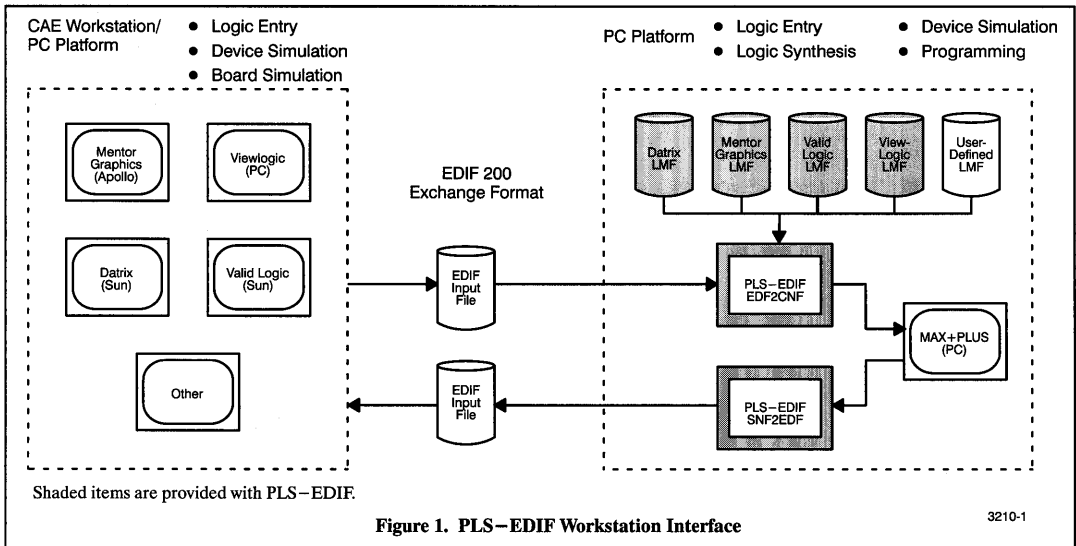 CAE Workstation/
PC Platform
● Logic Entry
● Device Simulation
● Board Simulation
PC Platform
● Logic Entry
● Logic Synthesis
● Device Simulation
● Programming
Mentor
Graphics
(Apollo)
Viewlogic
(PC)
Datrix
(Sun)
Valid Logic
(Sun)
Other
EDIF 200
Exchange Format
EDIF
Input
File
EDIF
Input
File
Datrix
LMF
Mentor
Graphics
LMF
Valid
Logic
LMF
View-
Logic
LMF
User-
Defined
LMF
PLS-EDIF
EDF2CNF
MAX+PLUS
(PC)
PLS-EDIF
SNF2EDF
Shaded items are provided with PLS-EDIF.
3210-1
Figure 1. PLS-EDIF Workstation Interface